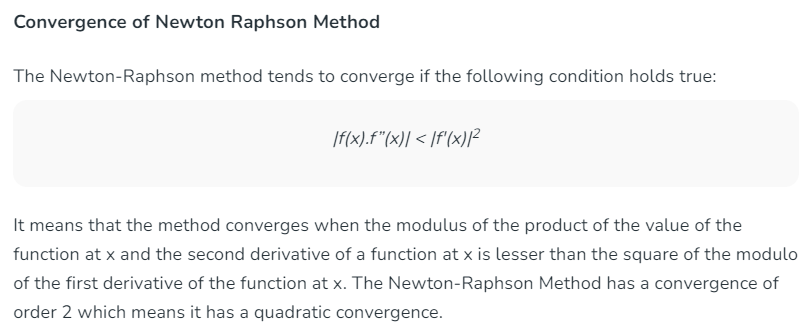 Convergence of Newton Raphson Method
The Newton-Raphson method tends to converge if the following condition holds true:
|f(x).f”(x)| < |f'(x)|²
It means that the method converges when the modulus of the product of the value of the
function at x and the second derivative of a function at x is lesser than the square of the modulo
of the first derivative of the function at x. The Newton-Raphson Method has a convergence of
order 2 which means it has a quadratic convergence.